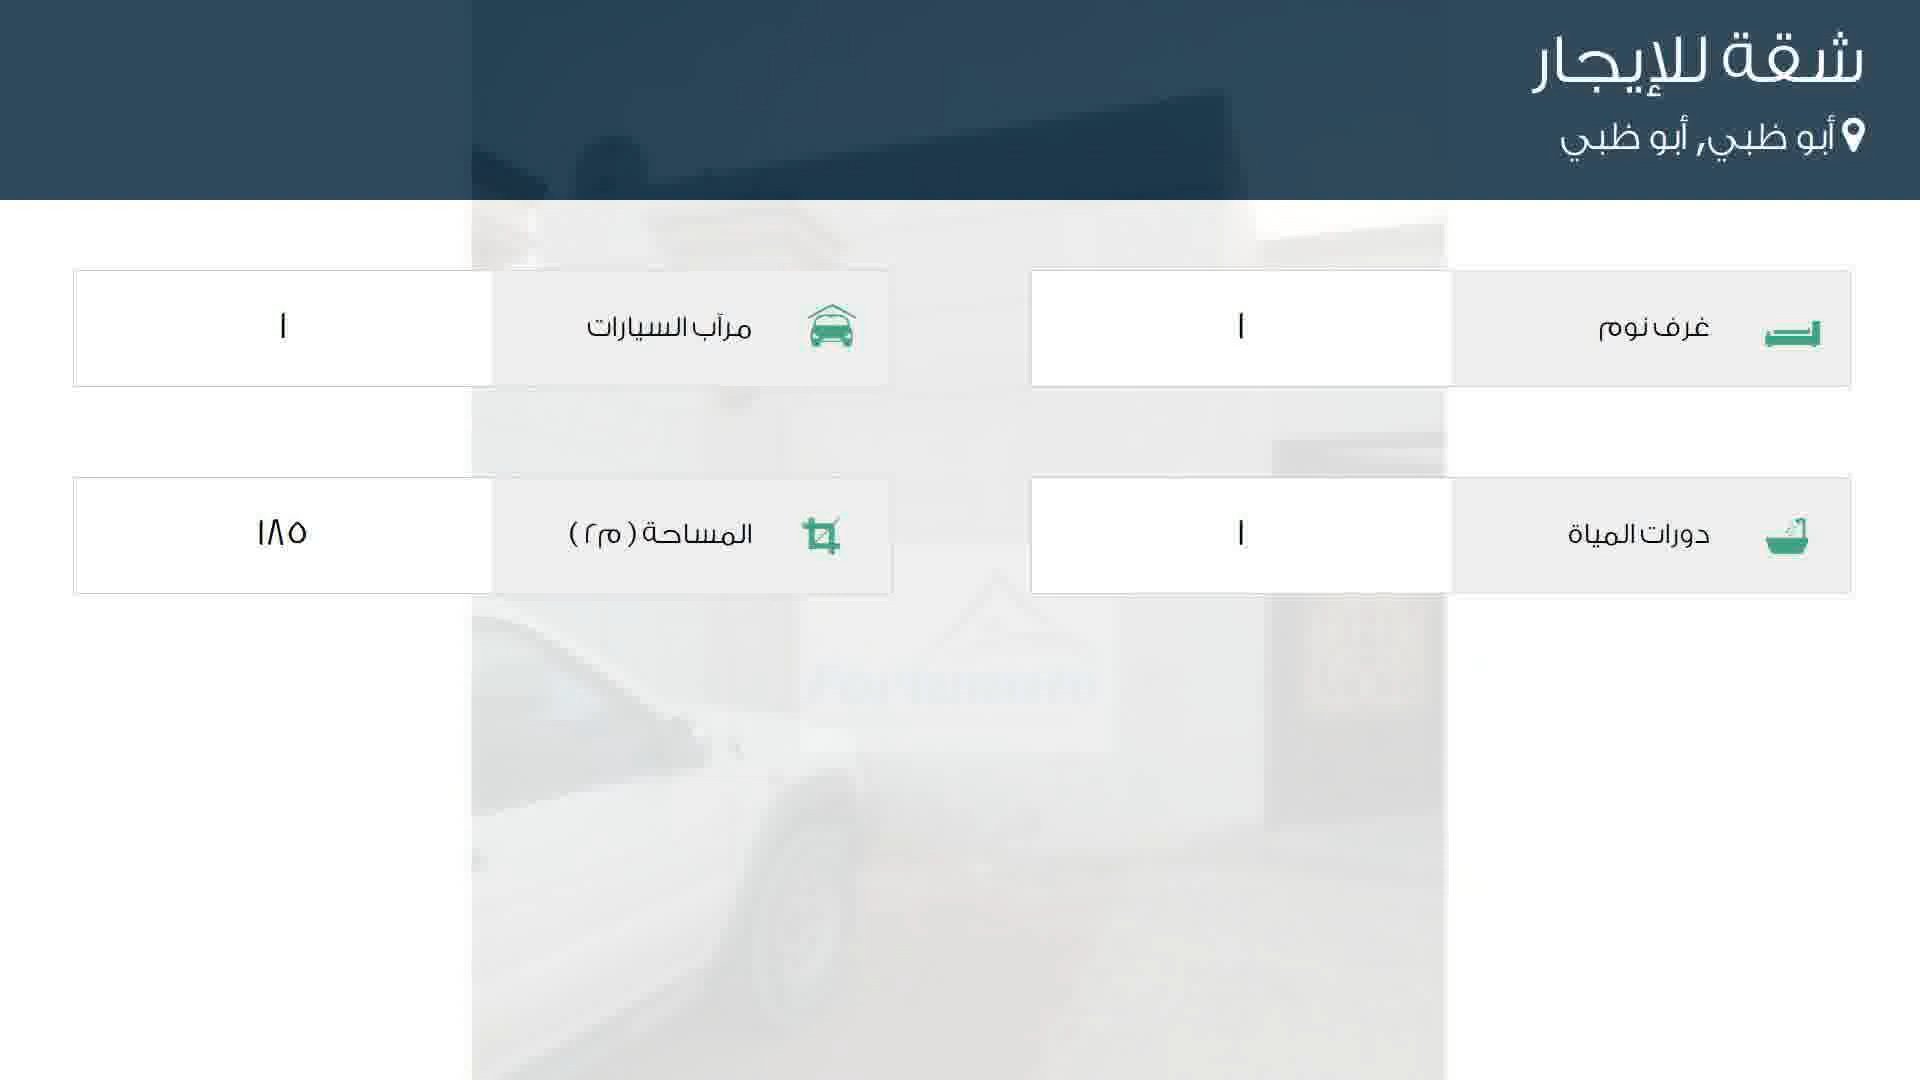 شقة للإيجار
أبو ظبي, أبو ظبي
غرف نوم ١
مرآب السيارات ١
دورات المياة ١
المساحة (م٢) ١٨٥